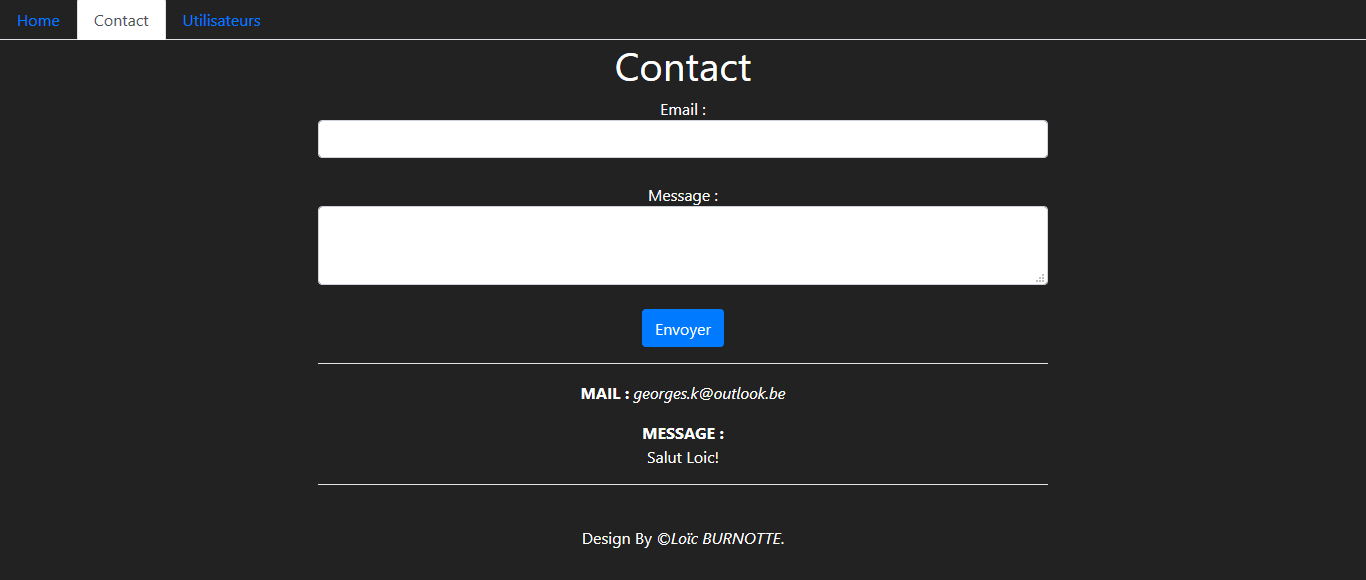 Home Contact Utilisateurs
Contact
Email :
Message :
Envoyer
MAIL : georges.k@outlook.be
MESSAGE :
Salut Loic!
Design By ©Loïc BURNOTTE.